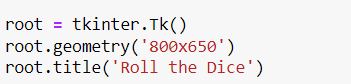 root = tkinter.Tk()
root.geometry('800x650')
root.title('Roll the Dice')